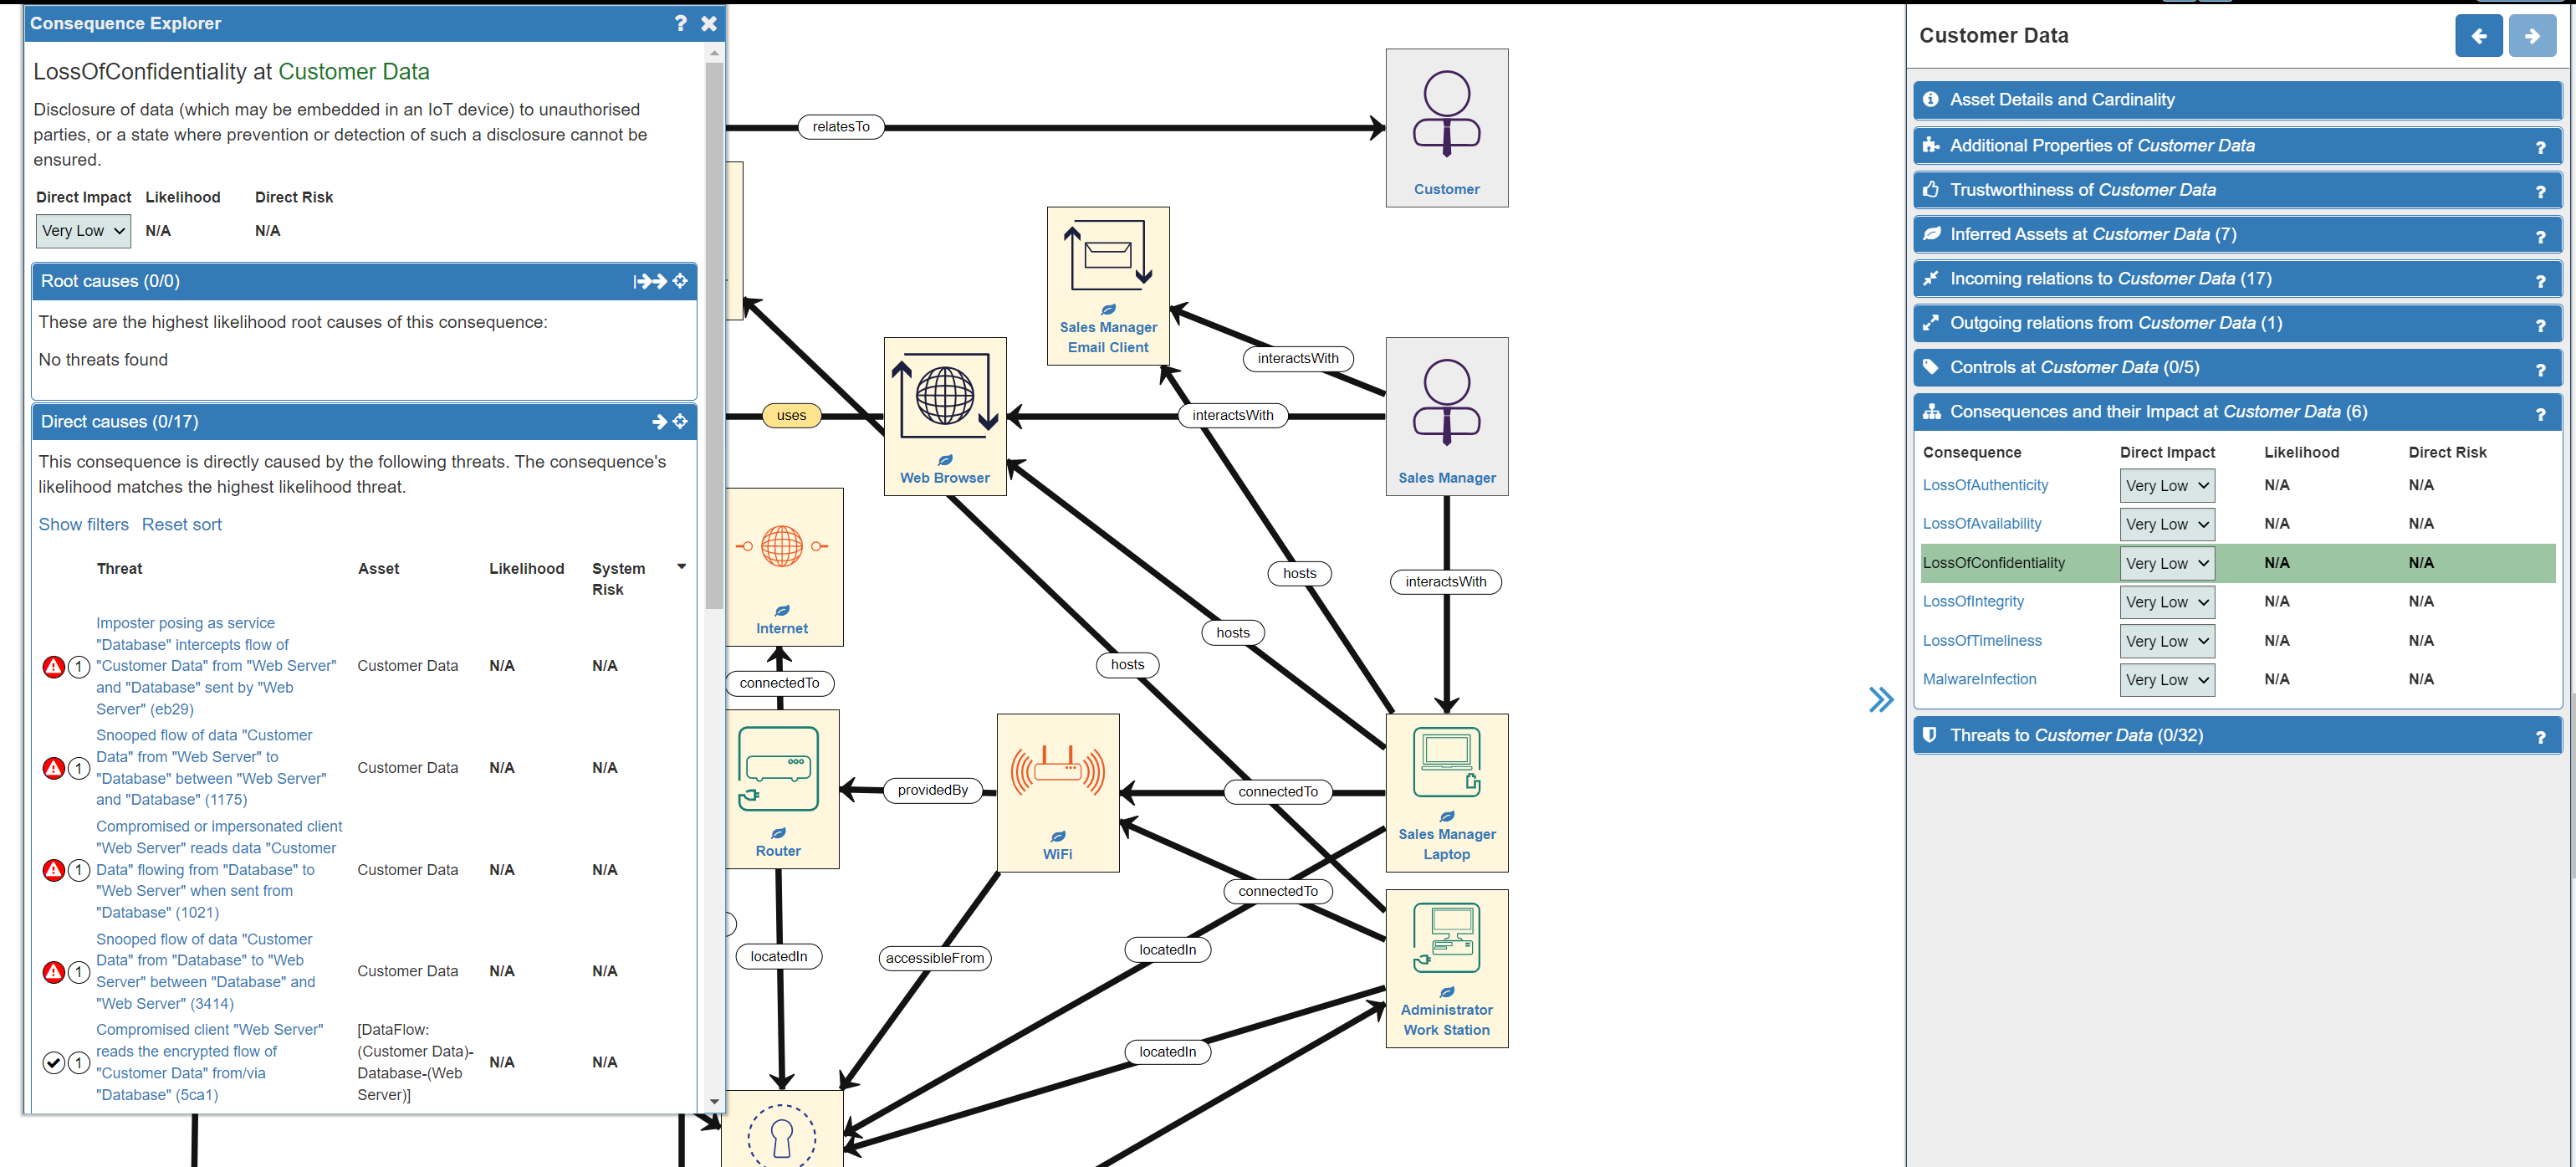 Consequence Explorer
?
LossOfConfidentiality at Customer Data
Disclosure of data (which may be embedded in an IoT device) to unauthorised
parties, or a state where prevention or detection of such a disclosure cannot be
ensured.
Direct Impact Likelihood Direct Risk
Very Low N/A N/A
Root causes (0/0)
These are the highest likelihood root causes of this consequence:
No threats found
Direct causes (0/17)
This consequence is directly caused by the following threats. The consequence's
likelihood matches the highest likelihood threat.
Show filters Reset sort
Threat Asset Likelihood System
Risk
Imposter posing as service
"Database" intercepts flow of
1 "Customer Data" from "Web Server" Customer Data N/A N/A
and "Database" sent by "Web
Server" (eb29)
Snooped flow of data "Customer
Data" from "Web Server" to
1 "Database" between "Web Server" Customer Data N/A N/A
and "Database" (1175)
Compromised or impersonated client
"Web Server" reads data "Customer
1 Data" flowing from "Database" to Customer Data N/A N/A
"Web Server" when sent from
"Database" (1021)
Snooped flow of data "Customer
Data" from "Database" to "Web
1 Server" between "Database" and Customer Data N/A N/A
"Web Server" (3414)
Compromised client "Web Server" [DataFlow:
reads the encrypted flow of (Customer Data)-
1 "Customer Data" from/via Database-(Web N/A N/A
"Database" (5ca1) Server)]
relatesTo
Customer
Sales Manager
Email Client
interactsWith
uses
interactsWith
Web Browser
Sales Manager
Internet
hosts
interactsWith
hosts
hosts
connectedTo
providedBy
connectedTo
Router
WiFi
Sales Manager
Laptop
connectedTo
locatedIn
accessibleFrom
locatedIn
Administrator
Work Station
locatedIn
Customer Data
Asset Details and Cardinality
Additional Properties of Customer Data ?
Trustworthiness of Customer Data ?
Inferred Assets at Customer Data (7) ?
Incoming relations to Customer Data (17) ?
Outgoing relations from Customer Data (1) ?
Controls at Customer Data (0/5) ?
Consequences and their Impact at Customer Data (6) ?
Consequence Direct Impact Likelihood Direct Risk
LossOfAuthenticity Very Low N/A N/A
LossOfAvailability Very Low N/A N/A
LossOfConfidentiality Very Low N/A N/A
LossOfIntegrity Very Low N/A N/A
LossOfTimeliness Very Low N/A N/A
MalwareInfection Very Low N/A N/A
Threats to Customer Data (0/32) ?